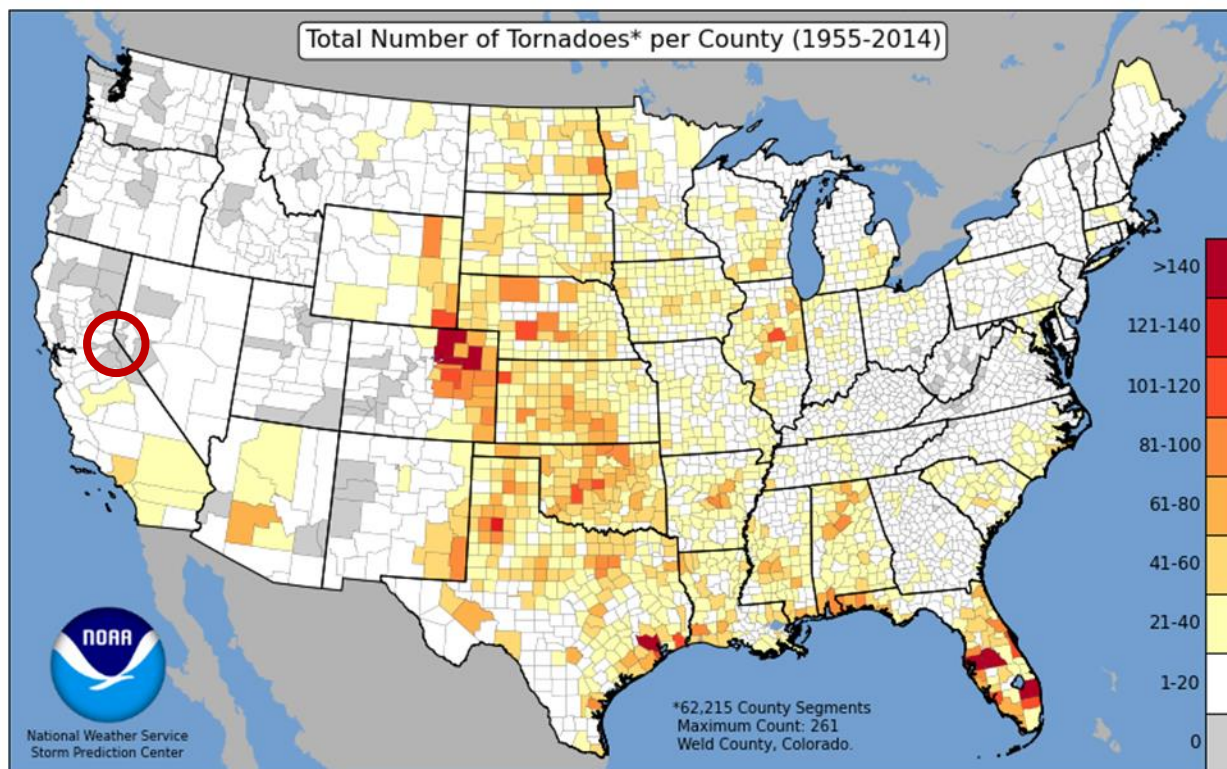 Total Number of Tornadoes* per County (1955-2014)
>140
121-140
101-120
81-100
61-80
41-60
21-40
1-20
0
NOAA
National Weather Service
Storm Prediction Center
*62,215 County Segments
Maximum Count: 261
Weld County, Colorado.